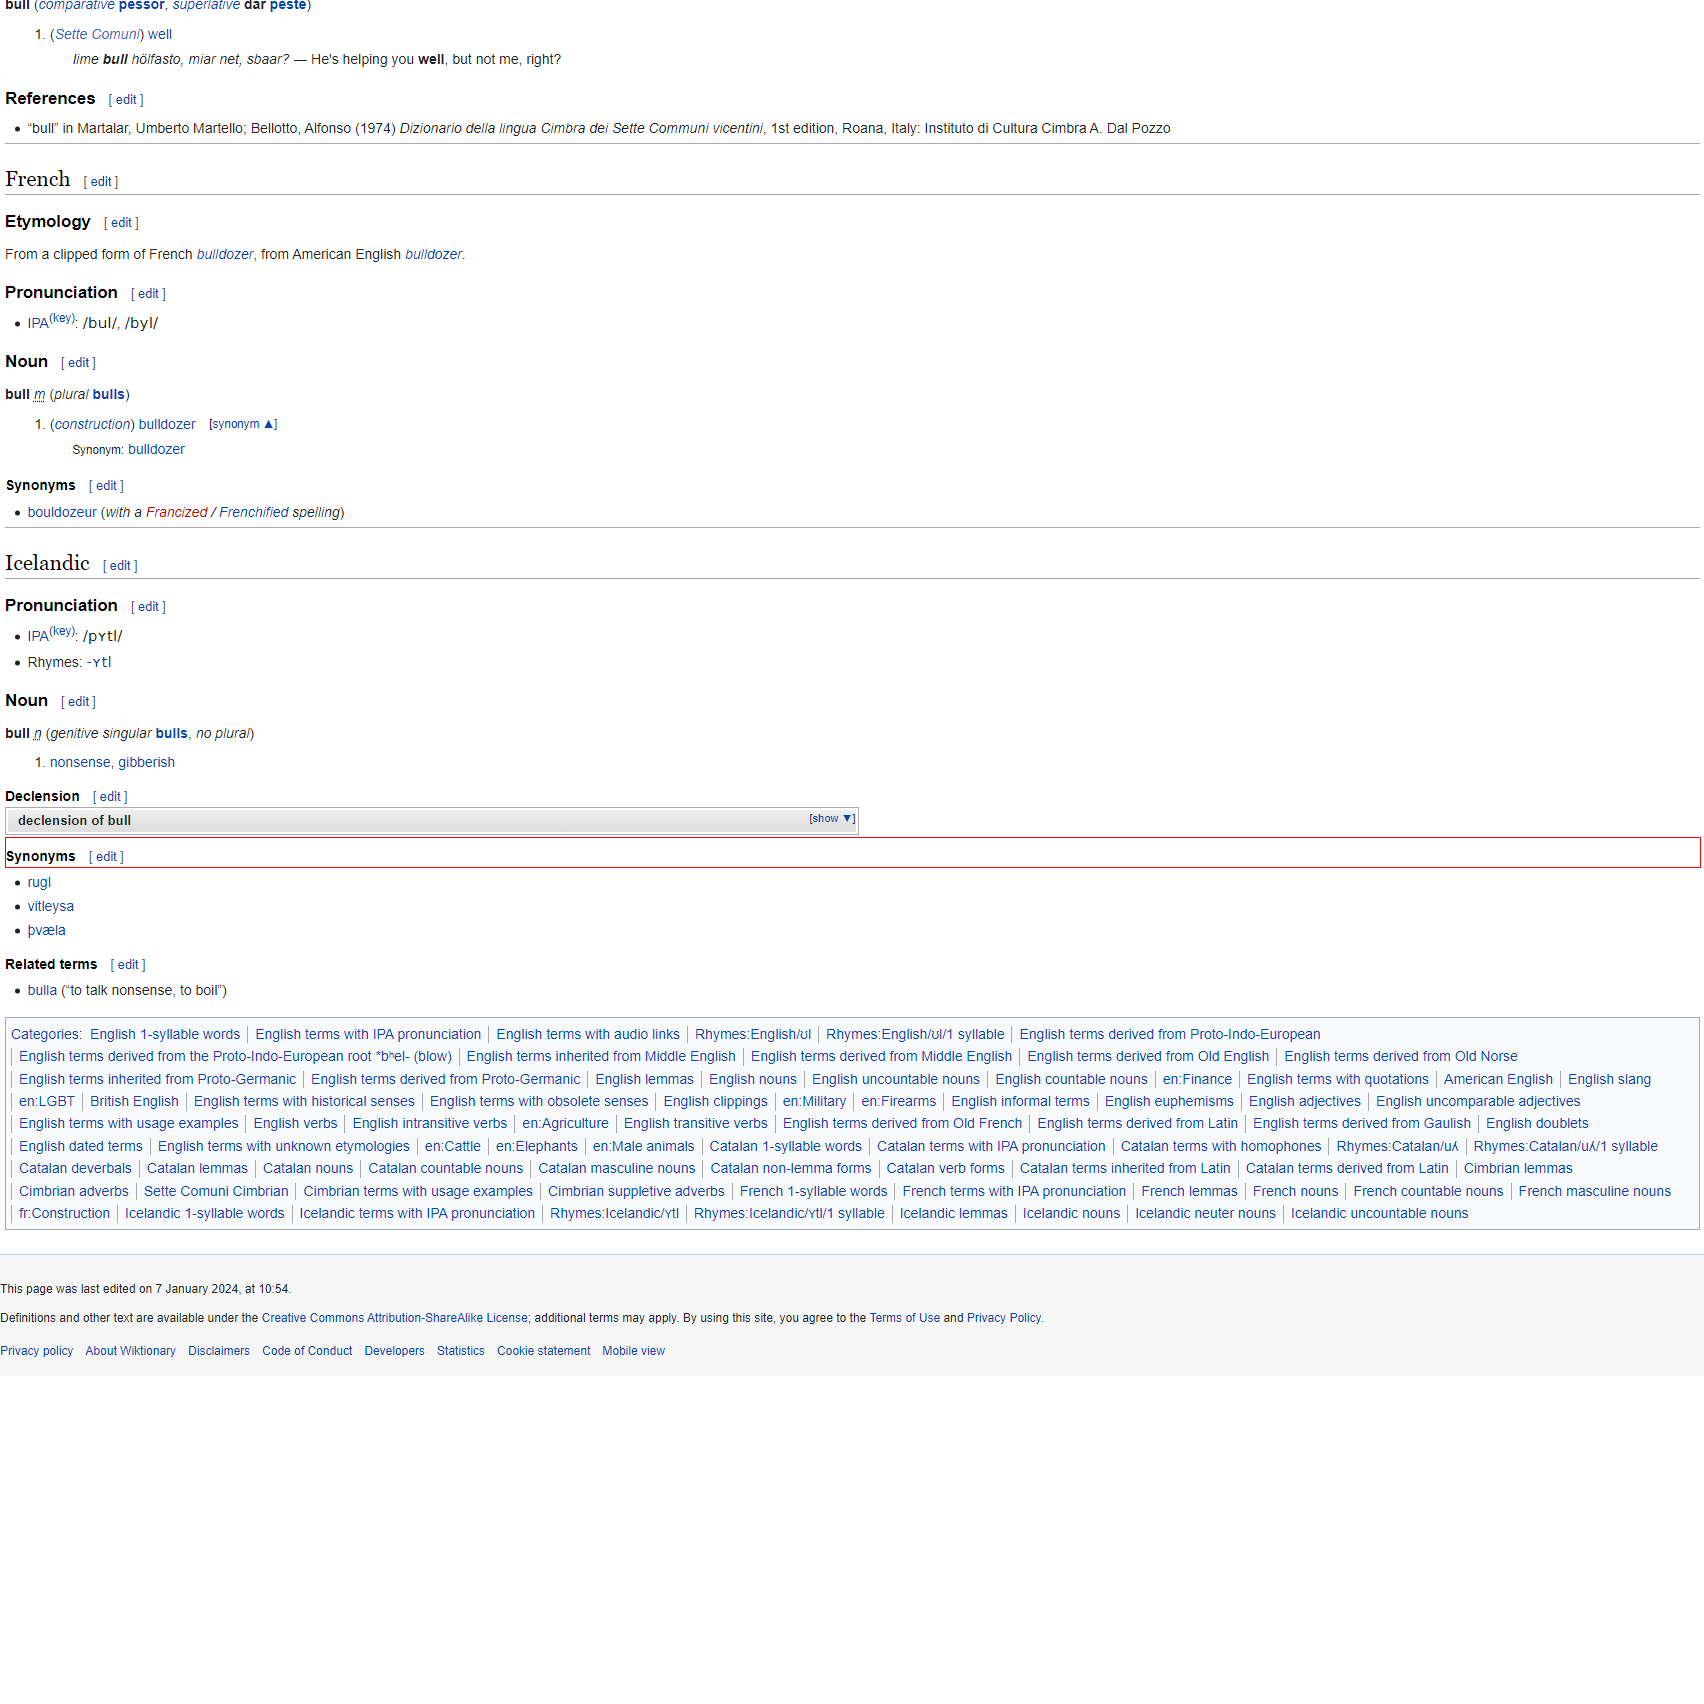 bull (comparative pessor, superlative dar peste)
1. (Sette Comuni) well
Iime bull hölfasto, miar net, sbaar? — He's helping you well, but not me, right?
References [ edit ]
• “bull” in Martalar, Umberto Martello; Bellotto, Alfonso (1974) Dizionario della lingua Cimbra dei Sette Communi vicentini, 1st edition, Roana, Italy: Instituto di Cultura Cimbra A. Dal Pozzo
French [ edit ]
Etymology [ edit ]
From a clipped form of French bulldozer, from American English bulldozer.
Pronunciation [ edit ]
• IPA(key): /bul/, /byl/
Noun [ edit ]
bull m (plural bulls)
1. (construction) bulldozer [synonym ▲]
Synonym: bulldozer
Synonyms [ edit ]
• bouldozeur (with a Francized / Frenchified spelling)
Icelandic [ edit ]
Pronunciation [ edit ]
• IPA(key): /pʏtl/
• Rhymes: -ʏtl
Noun [ edit ]
bull n (genitive singular bulls, no plural)
1. nonsense, gibberish
Declension [ edit ]
declension of bull [show ▼]
Synonyms [ edit ]
• rugl
• vitleysa
• þvæla
Related terms [ edit ]
• bulla (“to talk nonsense, to boil”)
Categories: English 1-syllable words | English terms with IPA pronunciation | English terms with audio links | Rhymes:English/ʊl | Rhymes:English/ʊl/1 syllable | English terms derived from Proto-Indo-European
| English terms derived from the Proto-Indo-European root *bʰel- (blow) | English terms inherited from Middle English | English terms derived from Middle English | English terms derived from Old English | English terms derived from Old Norse
| English terms inherited from Proto-Germanic | English terms derived from Proto-Germanic | English lemmas | English nouns | English uncountable nouns | English countable nouns | en:Finance | English terms with quotations | American English | English slang
| en:LGBT | British English | English terms with historical senses | English terms with obsolete senses | English clippings | en:Military | en:Firearms | English informal terms | English euphemisms | English adjectives | English uncomparable adjectives
| English terms with usage examples | English verbs | English intransitive verbs | en:Agriculture | English transitive verbs | English terms derived from Old French | English terms derived from Latin | English terms derived from Gaulish | English doublets
| English dated terms | English terms with unknown etymologies | en:Cattle | en:Elephants | en:Male animals | Catalan 1-syllable words | Catalan terms with IPA pronunciation | Catalan terms with homophones | Rhymes:Catalan/uʎ | Rhymes:Catalan/uʎ/1 syllable
| Catalan deverbals | Catalan lemmas | Catalan nouns | Catalan countable nouns | Catalan masculine nouns | Catalan non-lemma forms | Catalan verb forms | Catalan terms inherited from Latin | Catalan terms derived from Latin | Cimbrian lemmas
| Cimbrian adverbs | Sette Comuni Cimbrian | Cimbrian terms with usage examples | Cimbrian suppletive adverbs | French 1-syllable words | French terms with IPA pronunciation | French lemmas | French nouns | French countable nouns | French masculine nouns
| fr:Construction | Icelandic 1-syllable words | Icelandic terms with IPA pronunciation | Rhymes:Icelandic/ʏtl | Rhymes:Icelandic/ʏtl/1 syllable | Icelandic lemmas | Icelandic nouns | Icelandic neuter nouns | Icelandic uncountable nouns
This page was last edited on 7 January 2024, at 10:54.
Definitions and other text are available under the Creative Commons Attribution-ShareAlike License; additional terms may apply. By using this site, you agree to the Terms of Use and Privacy Policy.
Privacy policy About Wiktionary Disclaimers Code of Conduct Developers Statistics Cookie statement Mobile view